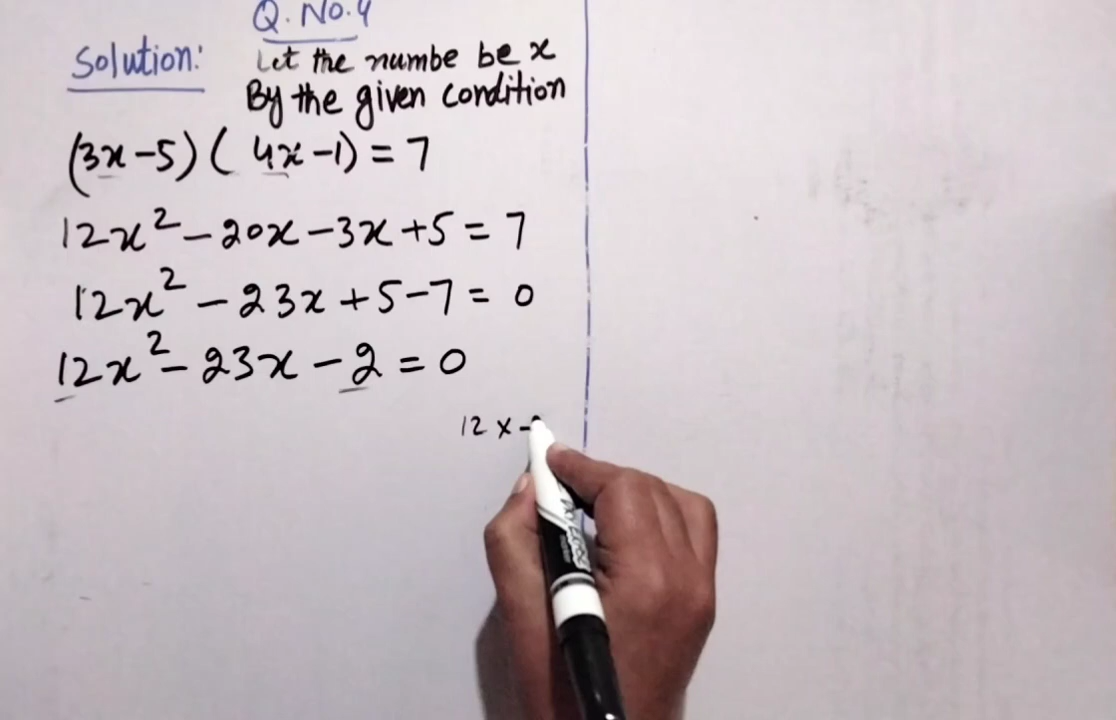 Q. No. 4
Solution: Let the numbe be x
By the given condition
(3x - 5) ( 4x - 1) = 7
12x² - 20x - 3x + 5 = 7
12x² - 23x + 5 - 7 = 0
12x² - 23x - 2 = 0
12 x -